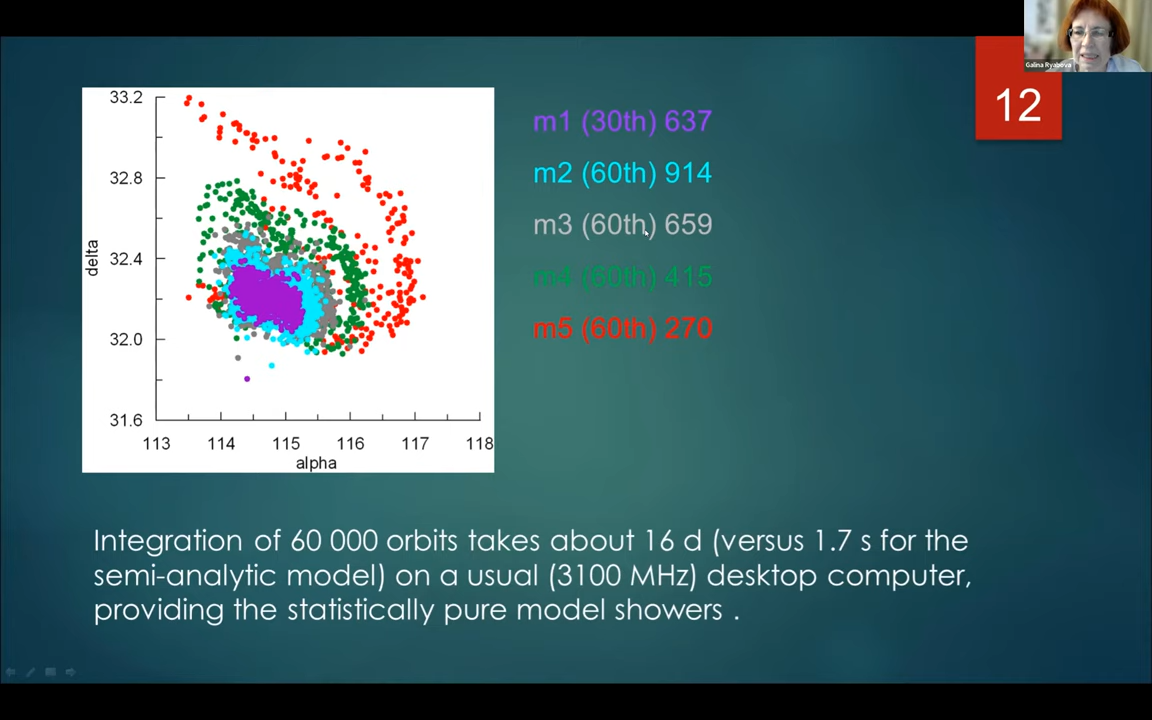 Galina Ryabova
12
33.2
32.8
32.4
32.0
31.6
delta
113 114 115 116 117 118
alpha
m1 (30th) 637
m2 (60th) 914
m3 (60th) 659
m4 (60th) 415
m5 (60th) 270
Integration of 60 000 orbits takes about 16 d (versus 1.7 s for the
semi-analytic model) on a usual (3100 MHz) desktop computer,
providing the statistically pure model showers .